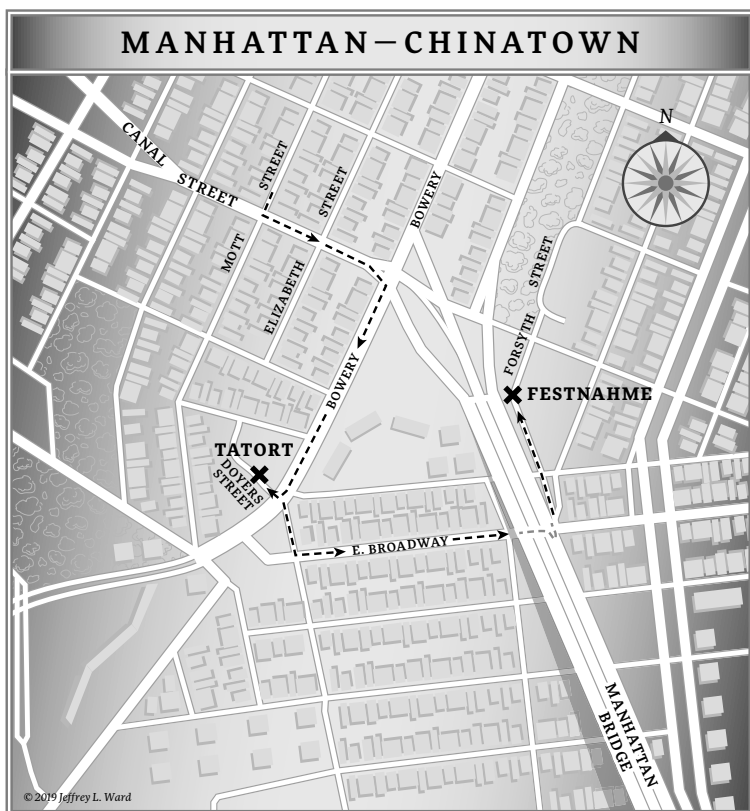 MANHATTAN–CHINATOWN
N
CANAL STREET
MOTT STREET
ELIZABETH STREET
BOWERY
FORSYTH STREET
BOWERY
FESTNAHME
TATORT
DOYERS
STREET
E. BROADWAY
MANHATTAN
BRIDGE
© 2019 Jeffrey L. Ward